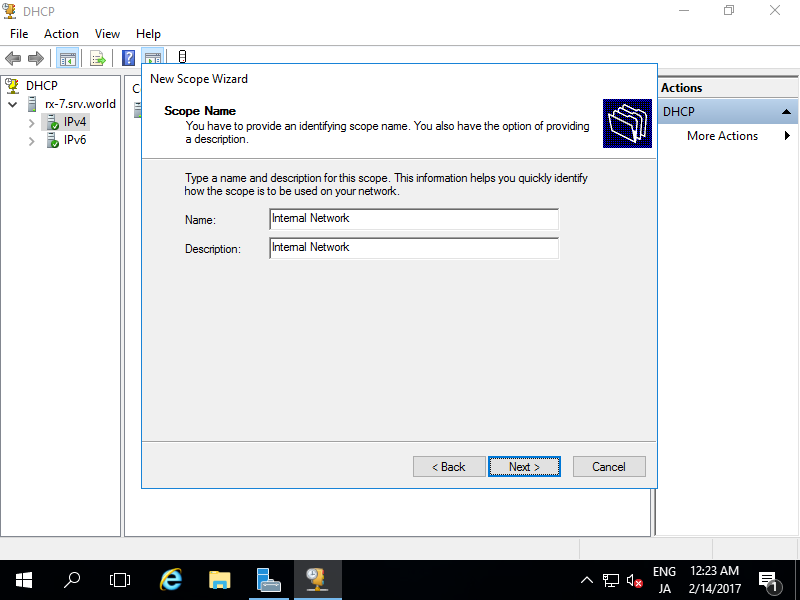 DHCP
File Action View Help
DHCP
rx-7.srv.world
IPv4
IPv6
New Scope Wizard
Scope Name
You have to provide an identifying scope name. You also have the option of providing
a description.
Type a name and description for this scope. This information helps you quickly identify
how the scope is to be used on your network.
Name: Internal Network
Description: Internal Network
< Back Next > Cancel
Actions
DHCP
More Actions
ENG
JA
12:23 AM
2/14/2017
1